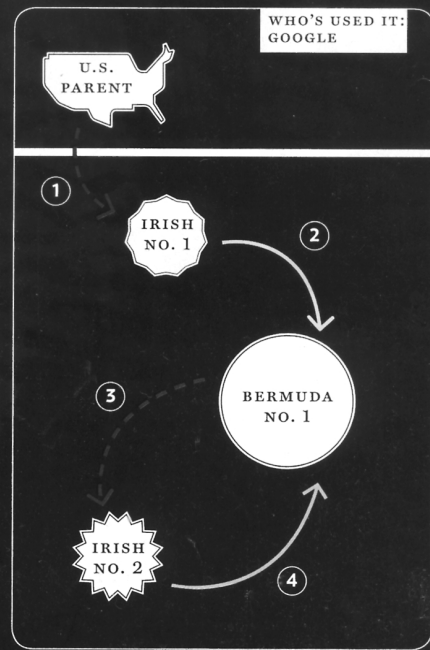 WHO'S USED IT:
GOOGLE
U.S.
PARENT
1
IRISH
NO. 1
2
BERMUDA
NO. 1
3
IRISH
NO. 2
4